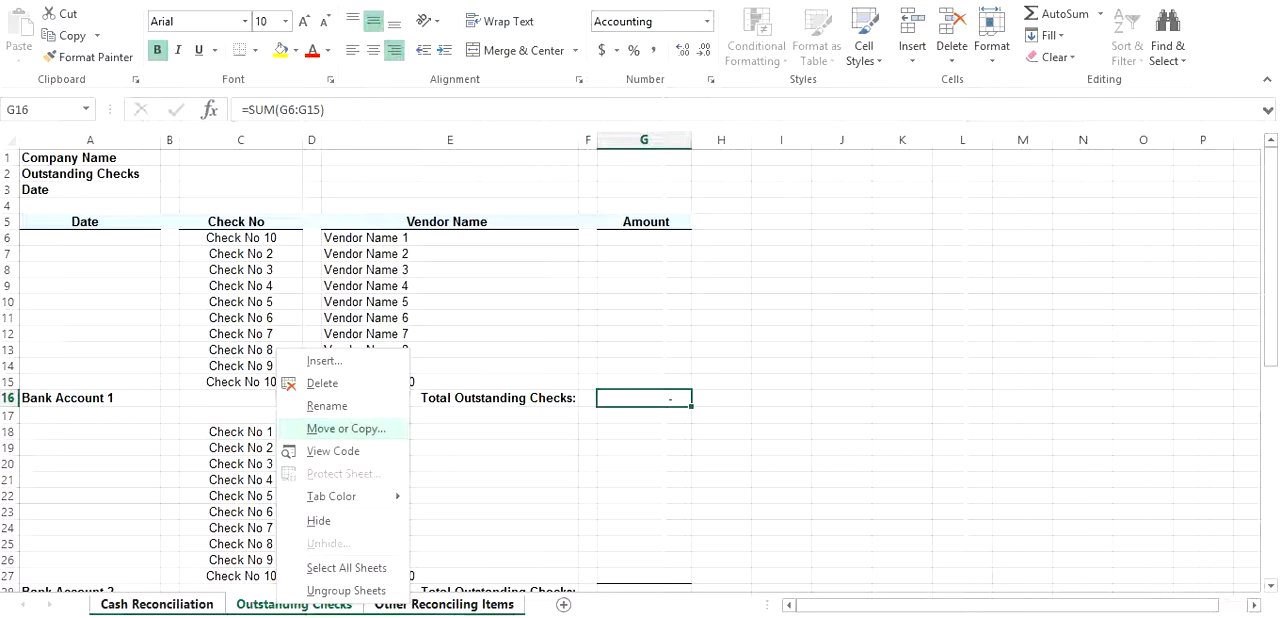 Cut
Copy
Paste
Format Painter
Clipboard
Arial 10
B I U A
Font
Wrap Text
Merge & Center
Alignment
Accounting
$ % ,
Number
Conditional Formatting
Format as Table
Cell Styles
Styles
Insert Delete Format
Cells
AutoSum
Fill
Clear
Sort & Filter
Find & Select
Editing
G16 fx =SUM(G6:G15)
A B C D E F G H I J K L M N O P
1 Company Name
2 Outstanding Checks
3 Date
4
5 Date Check No Vendor Name Amount
6 Check No 10 Vendor Name 1
7 Check No 2 Vendor Name 2
8 Check No 3 Vendor Name 3
9 Check No 4 Vendor Name 4
10 Check No 5 Vendor Name 5
11 Check No 6 Vendor Name 6
12 Check No 7 Vendor Name 7
13 Check No 8
14 Check No 9
15 Check No 10
16 Bank Account 1 Total Outstanding Checks: -
17
18 Check No 1
19 Check No 2
20 Check No 3
21 Check No 4
22 Check No 5
23 Check No 6
24 Check No 7
25 Check No 8
26 Check No 9
27 Check No 10
28 Bank Account 2 Total Outstanding Checks:
Insert...
Delete
Rename
Move or Copy...
View Code
Protect Sheet...
Tab Color
Hide
Unhide...
Select All Sheets
Ungroup Sheets
Cash Reconciliation Outstanding Checks Other Reconciling Items